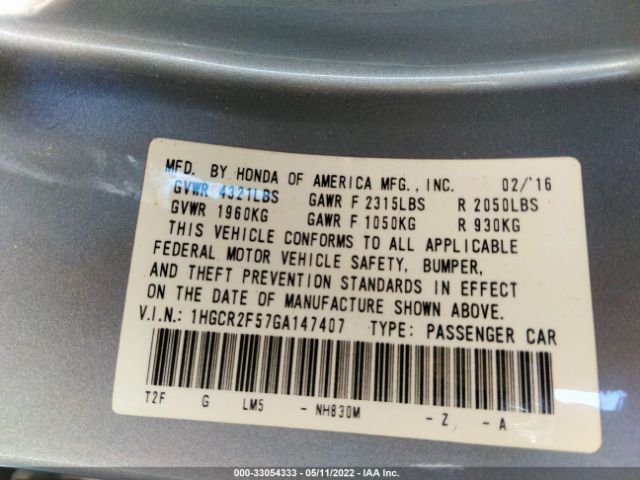 MFD. BY HONDA OF AMERICA MFG., INC. 02/'16
GVWR 4321LBS GAWR F 2315LBS R 2050LBS
GVWR 1960KG GAWR F 1050KG R 930KG
THIS VEHICLE CONFORMS TO ALL APPLICABLE
FEDERAL MOTOR VEHICLE SAFETY, BUMPER,
AND THEFT PREVENTION STANDARDS IN EFFECT
ON THE DATE OF MANUFACTURE SHOWN ABOVE.
V.I.N.: 1HGCR2F57GA147407 TYPE: PASSENGER CAR
T2F G LM5 - NH830M - Z - A
000-33054333 - 05/11/2022 - IAA Inc.